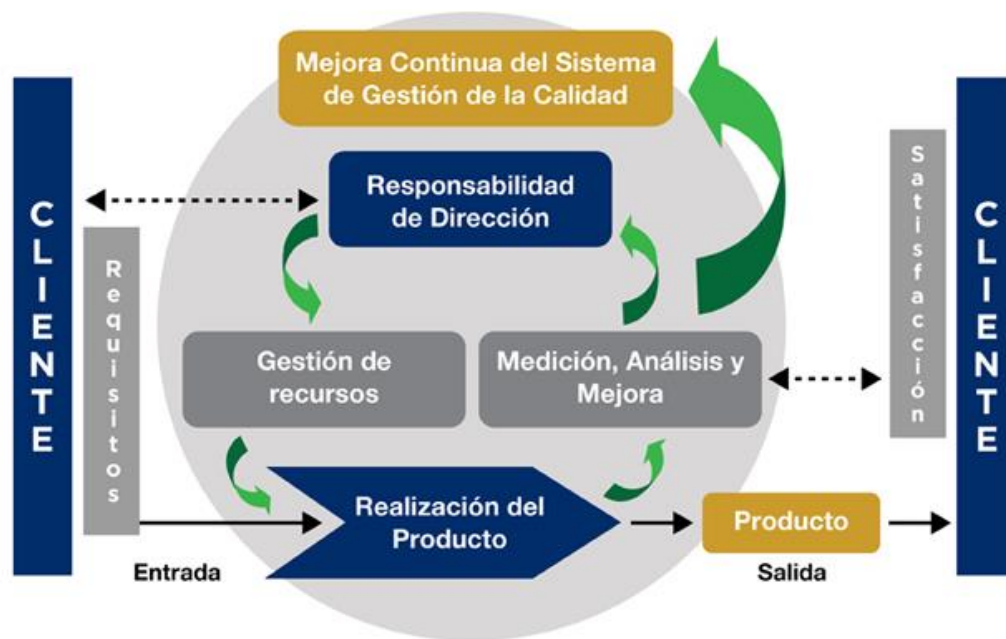 Mejora Continua del Sistema
de Gestión de la Calidad
CLIENTE
Requisitos
Responsabilidad
de Dirección
Satisfacción
CLIENTE
Gestión de
recursos
Medición, Análisis y
Mejora
Realización del
Producto
Producto
Entrada
Salida